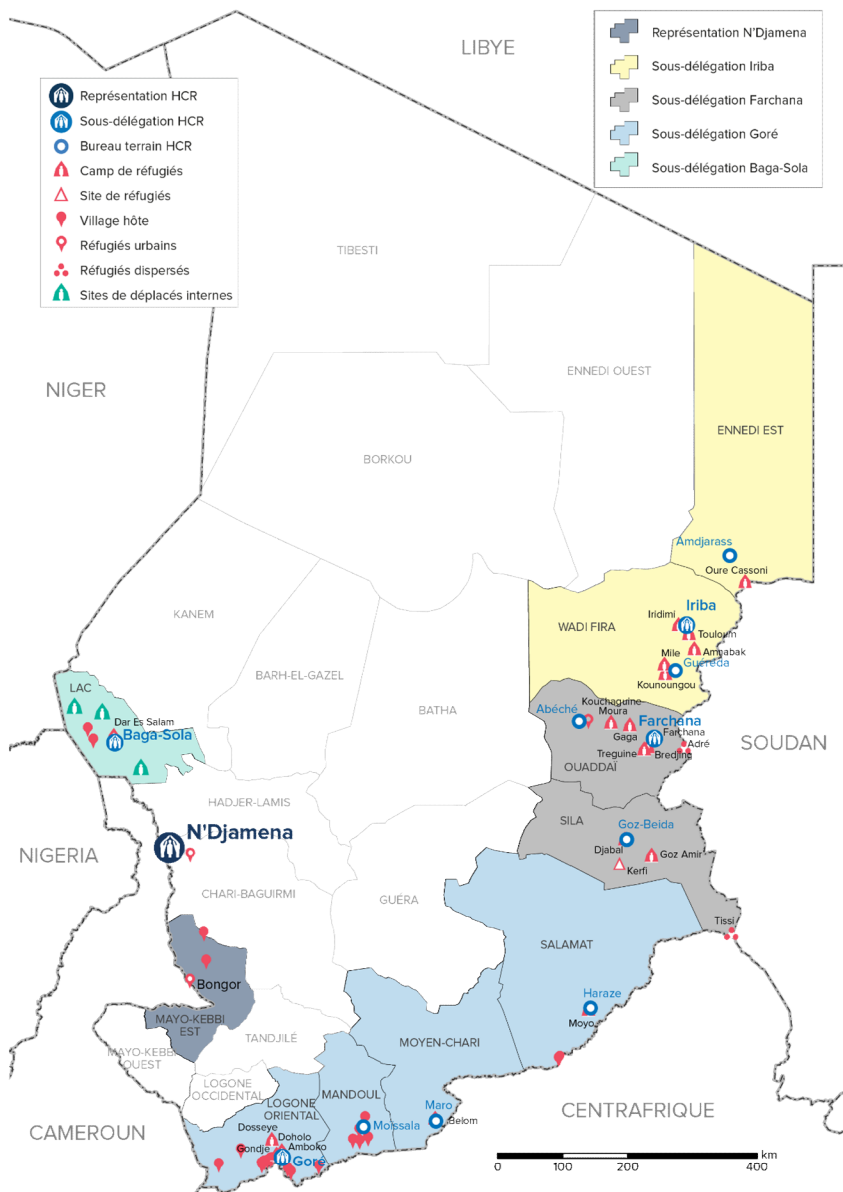 LIBYE
Représentation N'Djamena
Sous-délégation Iriba
Sous-délégation Farchana
Sous-délégation Goré
Sous-délégation Baga-Sola
Représentation HCR
Sous-délégation HCR
Bureau terrain HCR
Camp de réfugiés
Site de réfugiés
Village hôte
Réfugiés urbains
Réfugiés dispersés
Sites de déplacés internes
TIBESTI
ENNEDI OUEST
NIGER
ENNEDI EST
BORKOU
Amdjarass
Oure Cassoni
KANEM
Iriba
Iridimi
WADI FIRA
Touloum
Amnabak
Mile
Guéréda
BARH-EL-GAZEL
Kounoungou
LAC
BATHA
Kouchaguine
Moura
Abéché
Dar Es Salam
Farchana
Farchana
Baga-Sola
Gaga
Adré
SOUDAN
Treguine
Bredjing
OUADDAÏ
HADJER-LAMIS
SILA
Goz-Beida
N'Djamena
Djabal
Goz Amir
NIGERIA
Kerfi
CHARI-BAGUIRMI
GUÉRA
Tissi
SALAMAT
Bongor
Haraze
MAYO-KEBBI
EST
Moyo
TANDJILÉ
MOYEN-CHARI
MAYO-KEBBI
OUEST
LOGONE
OCCIDENTAL
MANDOUL
LOGONE
ORIENTAL
Maro
CENTRAFRIQUE
Belom
Moissala
CAMEROUN
Dosseye
Doholo
Gondjé
Amboko
Goré
km
0
100
200
400